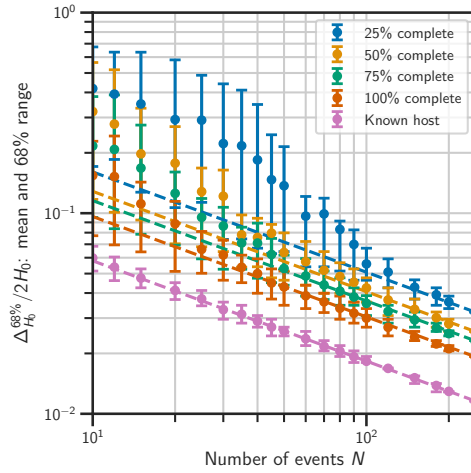 10⁰
10⁻¹
10⁻²
Δ^{68%}_{H₀}/2H₀: mean and 68% range
25% complete
50% complete
75% complete
100% complete
Known host
10¹
10²
Number of events N